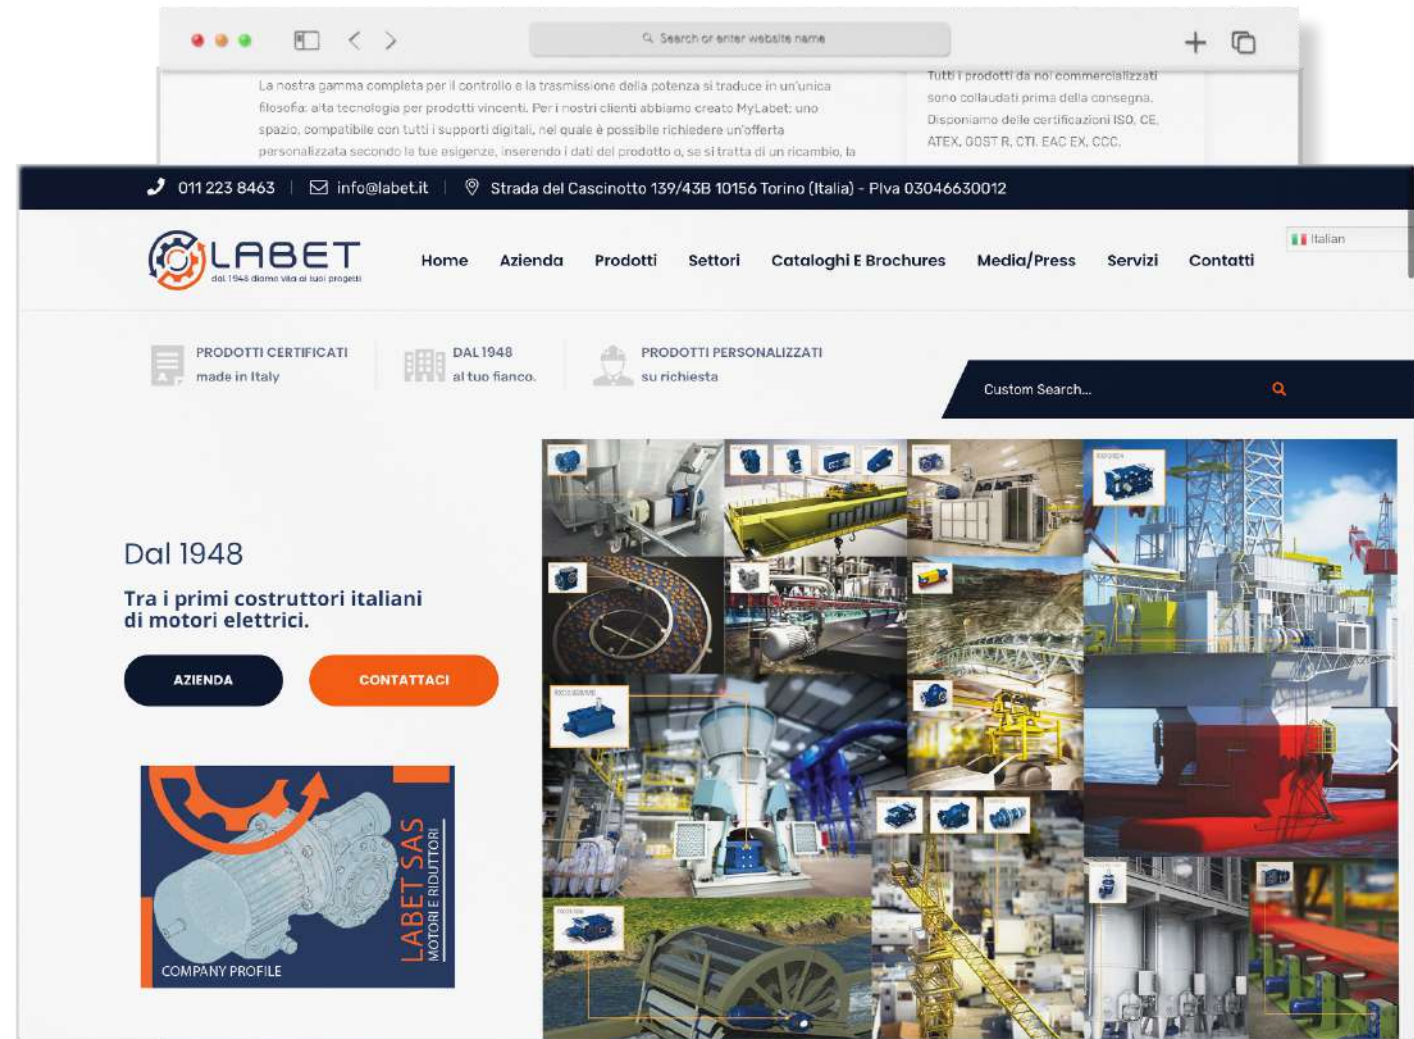 Search or enter website name
La nostra gamma completa per il controllo e la trasmissione della potenza si traduce in un'unica
filosofia: alta tecnologia per prodotti vincenti. Per i nostri clienti abbiamo creato MyLabet: uno
spazio, compatibile con tutti i supporti digitali, nel quale è possibile richiedere un'offerta
personalizzata secondo le tue esigenze, inserendo i dati del prodotto o, se si tratta di un ricambio, la
Tutti i prodotti da noi commercializzati
sono collaudati prima della consegna.
Disponiamo delle certificazioni ISO, CE,
ATEX, GOST R, CTI, EAC EX, CCC.
011 223 8463 | info@labet.it | Strada del Cascinotto 139/43B 10156 Torino (Italia) - PIva 03046630012
LABET
dal 1948 diamo vita ai tuoi progetti
Home Azienda Prodotti Settori Cataloghi E Brochures Media/Press Servizi Contatti
Italian
PRODOTTI CERTIFICATI
made in Italy
DAL 1948
al tuo fianco.
PRODOTTI PERSONALIZZATI
su richiesta
Custom Search...
Dal 1948
Tra i primi costruttori italiani
di motori elettrici.
AZIENDA
CONTATTACI
LABET SAS
MOTORI E RIDUTTORI
COMPANY PROFILE